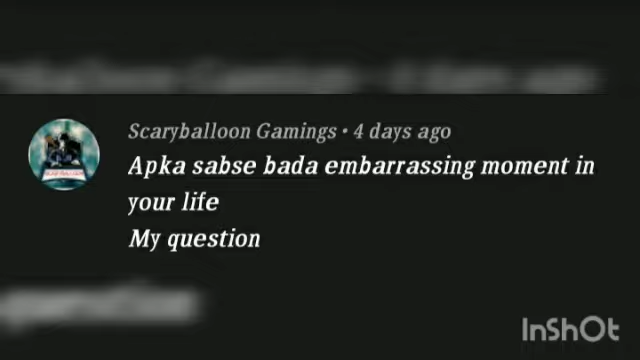 Scaryballoon Gamings • 4 days ago
Apka sabse bada embarrassing moment in
your life
My question
InShOt